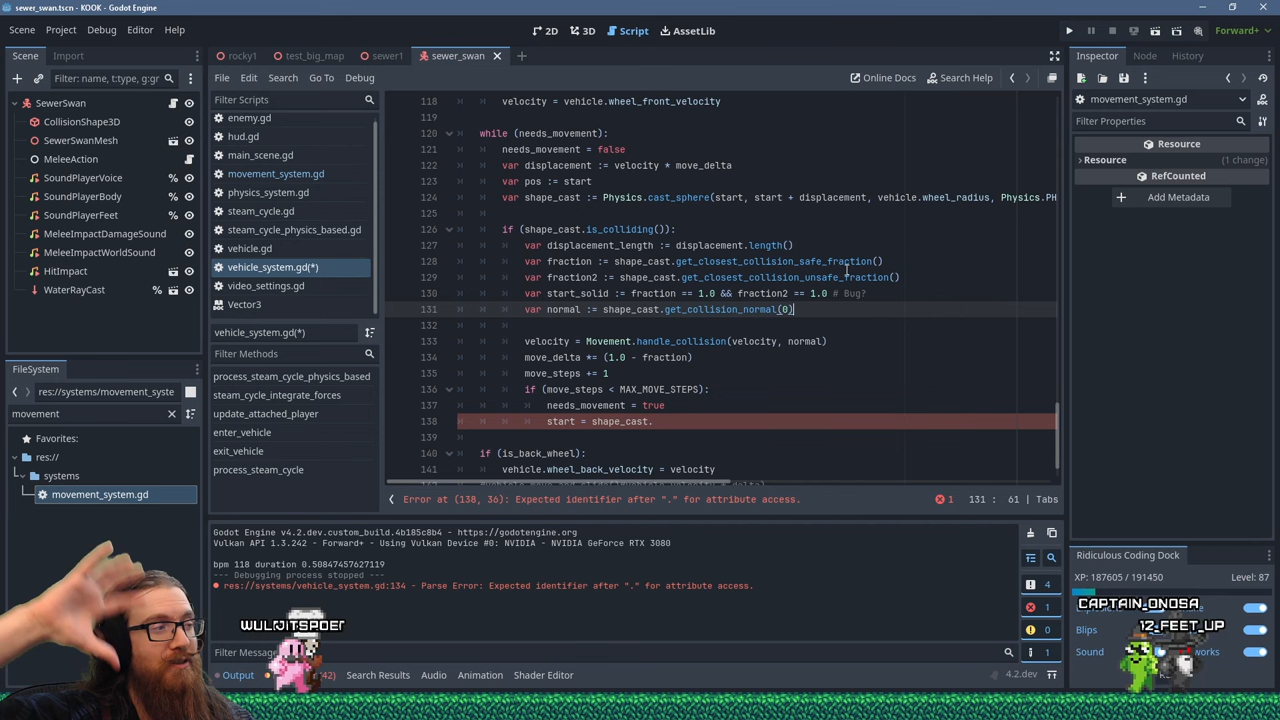 sewer_swan.tscn - KOOK - Godot Engine
Scene Project Debug Editor Help
2D 3D Script AssetLib
Forward+
Scene Import
Filter: name, t:type, g:gr
SewerSwan
CollisionShape3D
SewerSwanMesh
MeleeAction
SoundPlayerVoice
SoundPlayerBody
SoundPlayerFeet
MeleeImpactDamageSound
MeleeImpactWorldSound
HitImpact
WaterRayCast
FileSystem
res://systems/movement_syste
movement
Favorites:
res://
systems
movement_system.gd
rocky1 test_big_map sewer1 sewer_swan
File Edit Search Go To Debug
Online Docs Search Help
Filter Scripts
enemy.gd
hud.gd
main_scene.gd
movement_system.gd
physics_system.gd
steam_cycle.gd
steam_cycle_physics_based.gd
vehicle.gd
vehicle_system.gd(*)
video_settings.gd
Vector3
vehicle_system.gd(*)
Filter Methods
process_steam_cycle_physics_based
steam_cycle_integrate_forces
update_attached_player
enter_vehicle
exit_vehicle
process_steam_cycle
118 velocity = vehicle.wheel_front_velocity
119
120 while (needs_movement):
121 needs_movement = false
122 var displacement := velocity * move_delta
123 var pos := start
124 var shape_cast := Physics.cast_sphere(start, start + displacement, vehicle.wheel_radius, Physics.PH
125
126 if (shape_cast.is_colliding()):
127 var displacement_length := displacement.length()
128 var fraction := shape_cast.get_closest_collision_safe_fraction()
129 var fraction2 := shape_cast.get_closest_collision_unsafe_fraction()
130 var start_solid := fraction == 1.0 && fraction2 == 1.0 # Bug?
131 var normal := shape_cast.get_collision_normal(0)
132
133 velocity = Movement.handle_collision(velocity, normal)
134 move_delta *= (1.0 - fraction)
135 move_steps += 1
136 if (move_steps < MAX_MOVE_STEPS):
137 needs_movement = true
138 start = shape_cast.
139
140 if (is_back_wheel):
141 vehicle.wheel_back_velocity = velocity
Error at (138, 36): Expected identifier after "." for attribute access.
1 131 : 61 | Tabs
Godot Engine v4.2.dev.custom_build.4b185c8b4 - https://godotengine.org
Vulkan API 1.3.242 - Forward+ - Using Vulkan Device #0: NVIDIA - NVIDIA GeForce RTX 3080
bpm 118 duration 0.50847457627119
--- Debugging process stopped ---
res://systems/vehicle_system.gd:134 - Parse Error: Expected identifier after "." for attribute access.
4
1
0
1
Filter Messa
Output Search Results Audio Animation Shader Editor
4.2.dev
Inspector Node History
movement_system.gd
Filter Properties
Resource
Resource (1 change)
RefCounted
Add Metadata
Ridiculous Coding Dock
XP: 187605 / 191450 Level: 87
Blips
Sound
CAPTAIN_ONOSA
12_FEET_UP